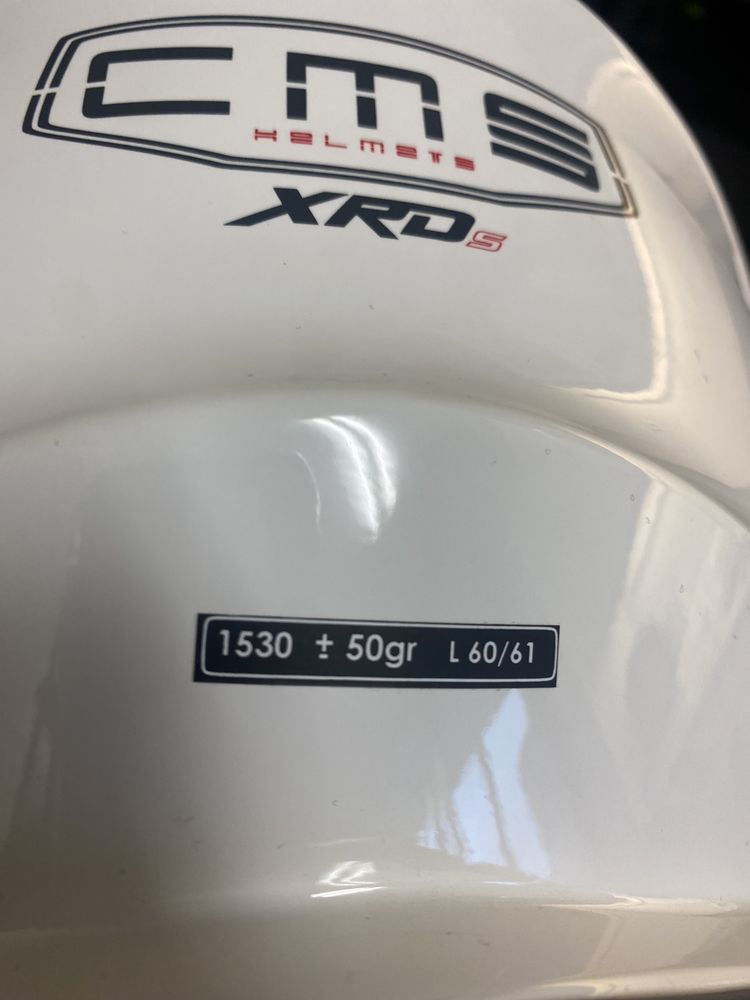 CMS
HELMETS
XRDS
1530 ± 50gr L 60/61